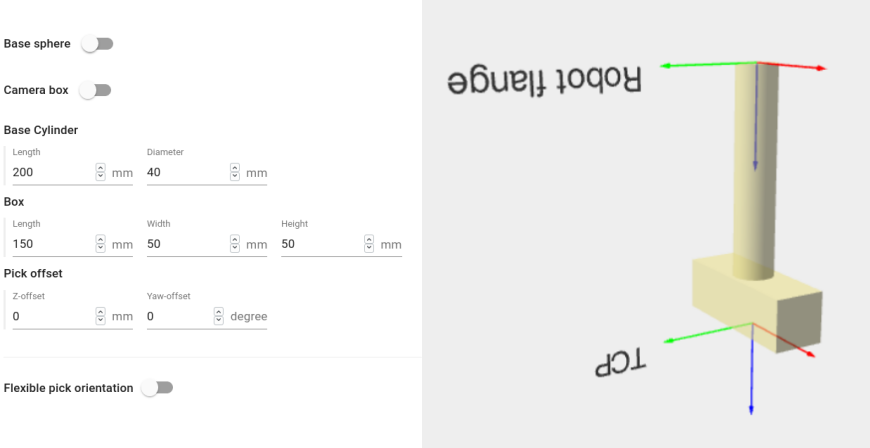 Base sphere
Camera box
Base Cylinder
Length Diameter
200 mm 40 mm
Box
Length Width Height
150 mm 50 mm 50 mm
Pick offset
Z-offset Yaw-offset
0 mm 0 degree
Flexible pick orientation
Robot flange
TCP